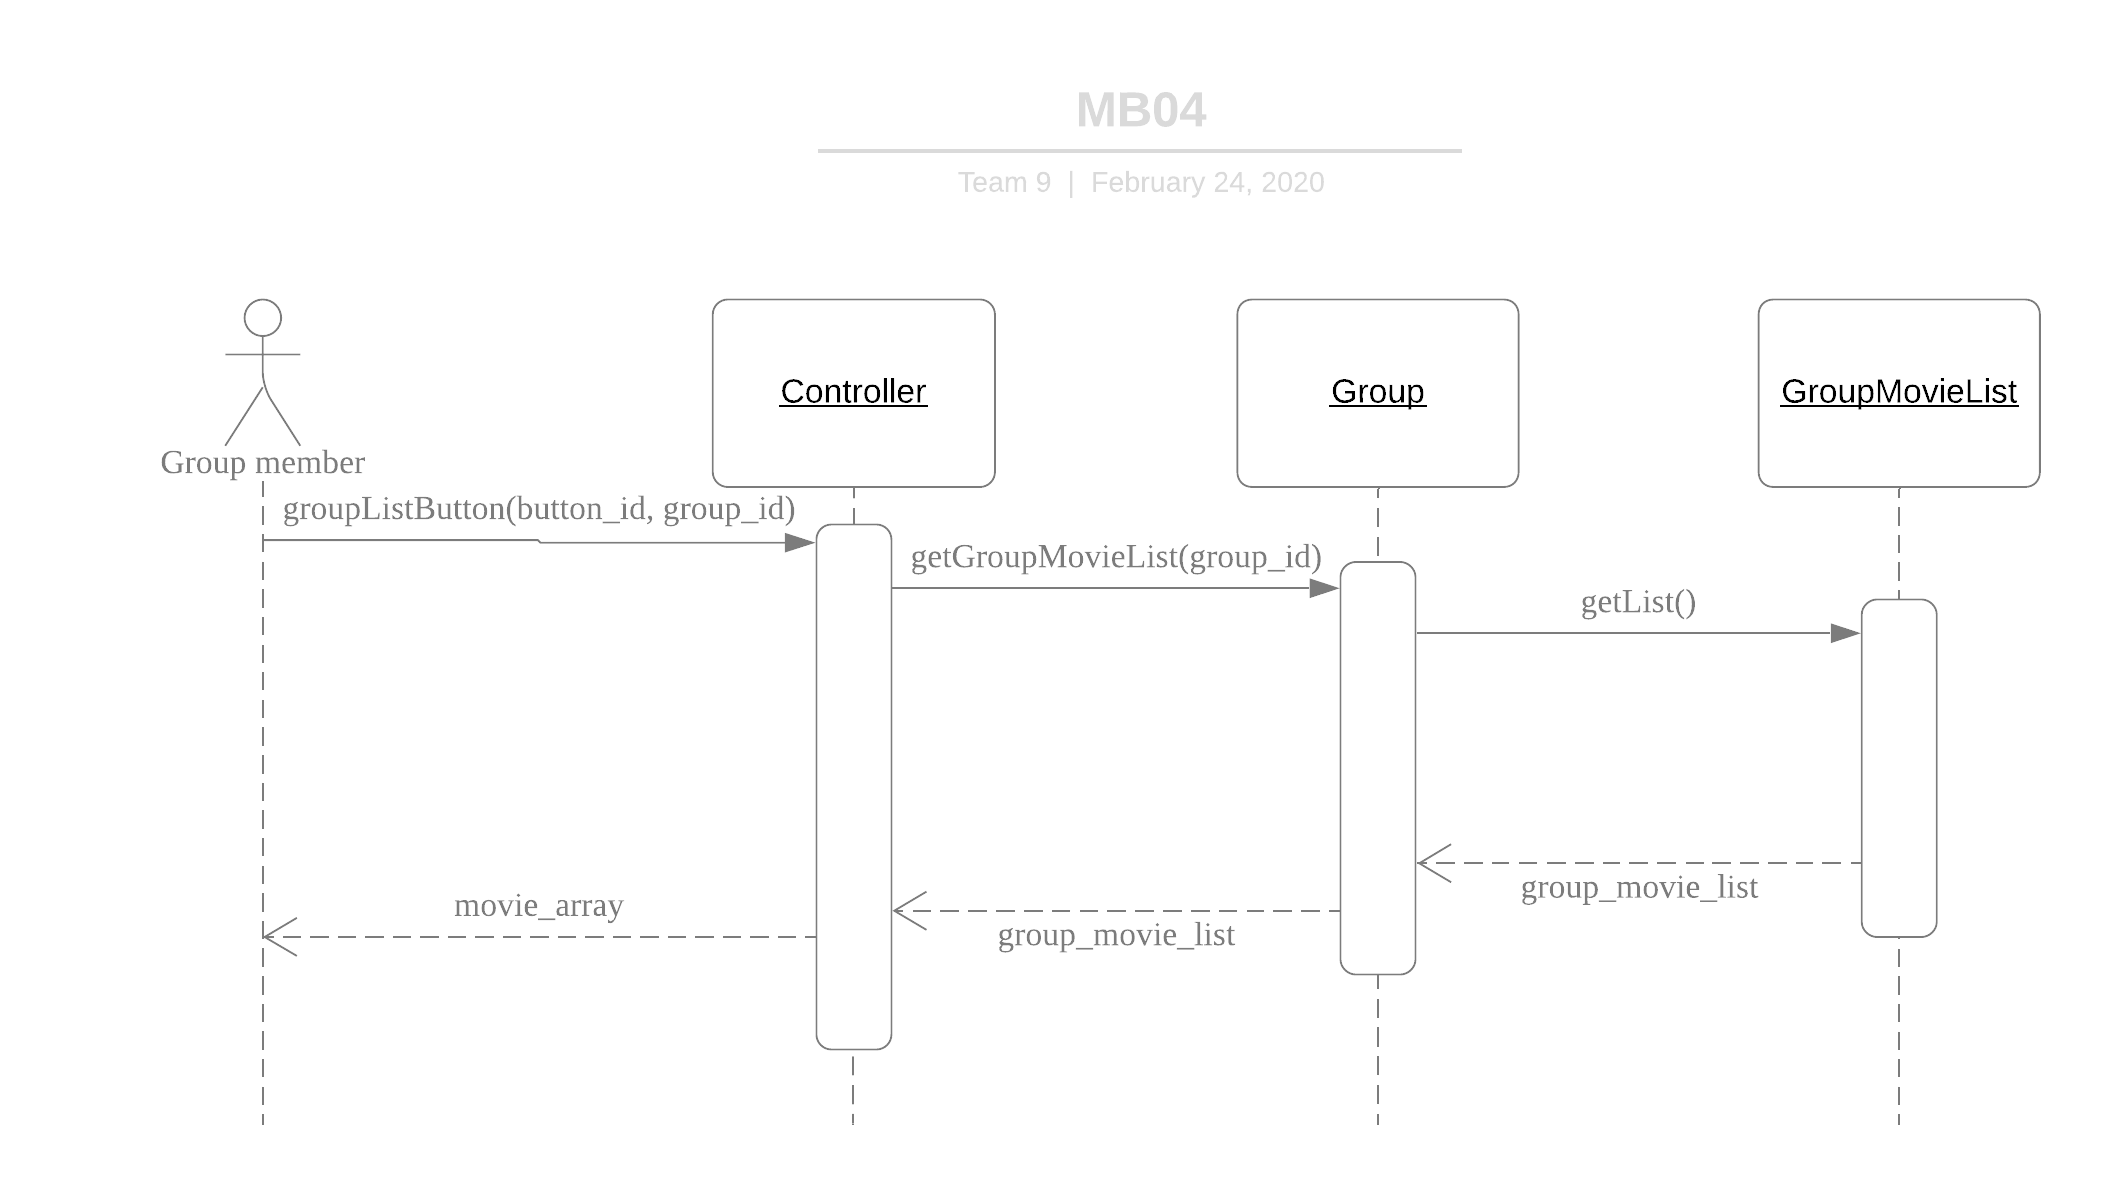 MB04
Team 9 | February 24, 2020
Controller
Group
GroupMovieList
Group member
groupListButton(button_id, group_id)
getGroupMovieList(group_id)
getList()
group_movie_list
movie_array
group_movie_list